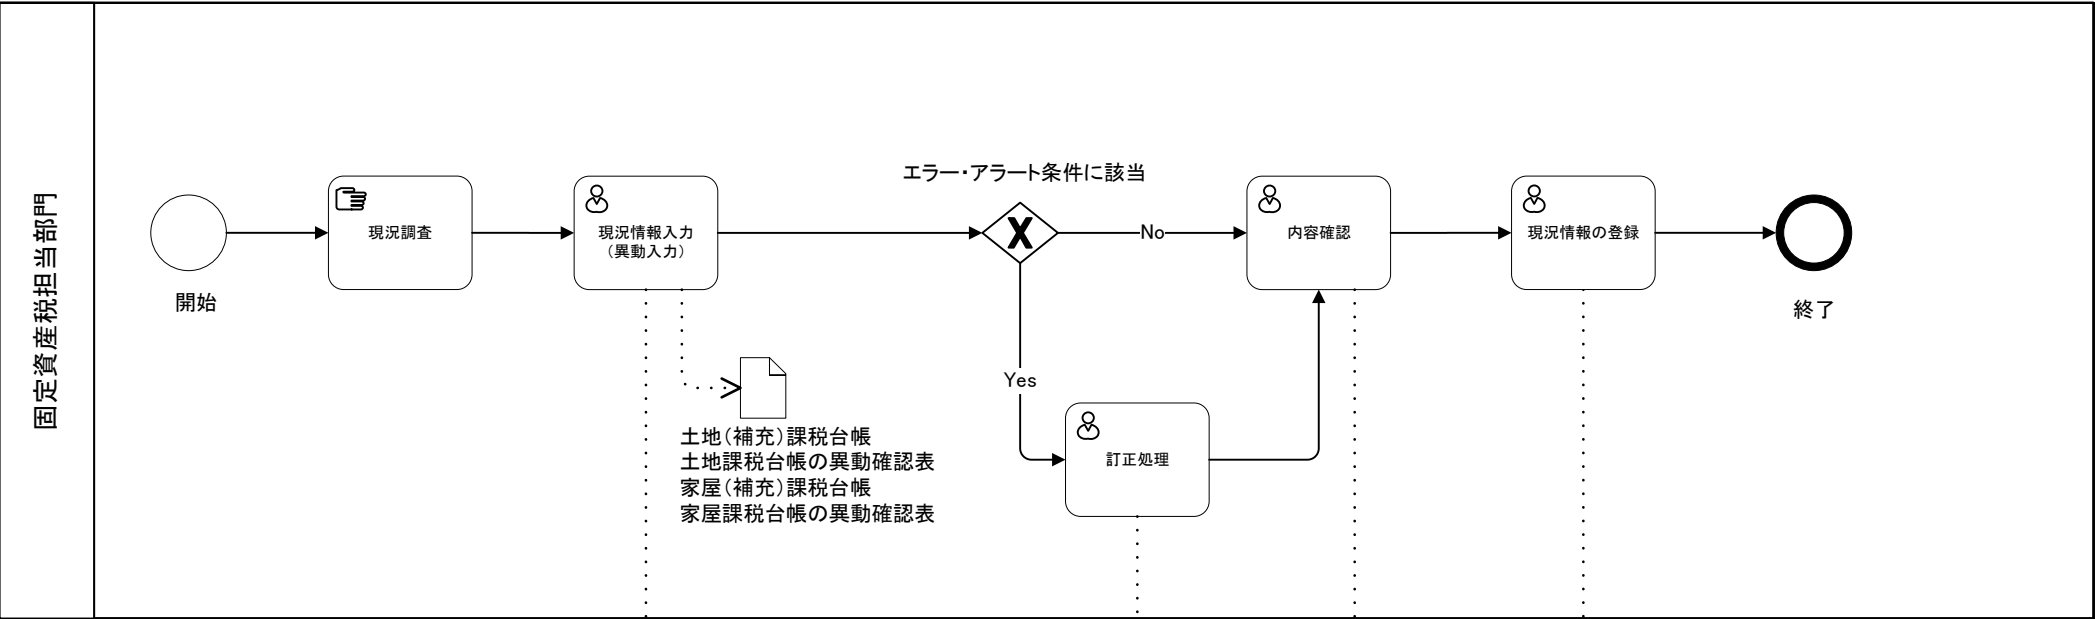 固定資産税担当部門
開始
現況調査
現況情報入力
（異動入力）
土地（補充）課税台帳
土地課税台帳の異動確認表
家屋（補充）課税台帳
家屋課税台帳の異動確認表
エラー・アラート条件に該当
X
No
Yes
訂正処理
内容確認
現況情報の登録
終了